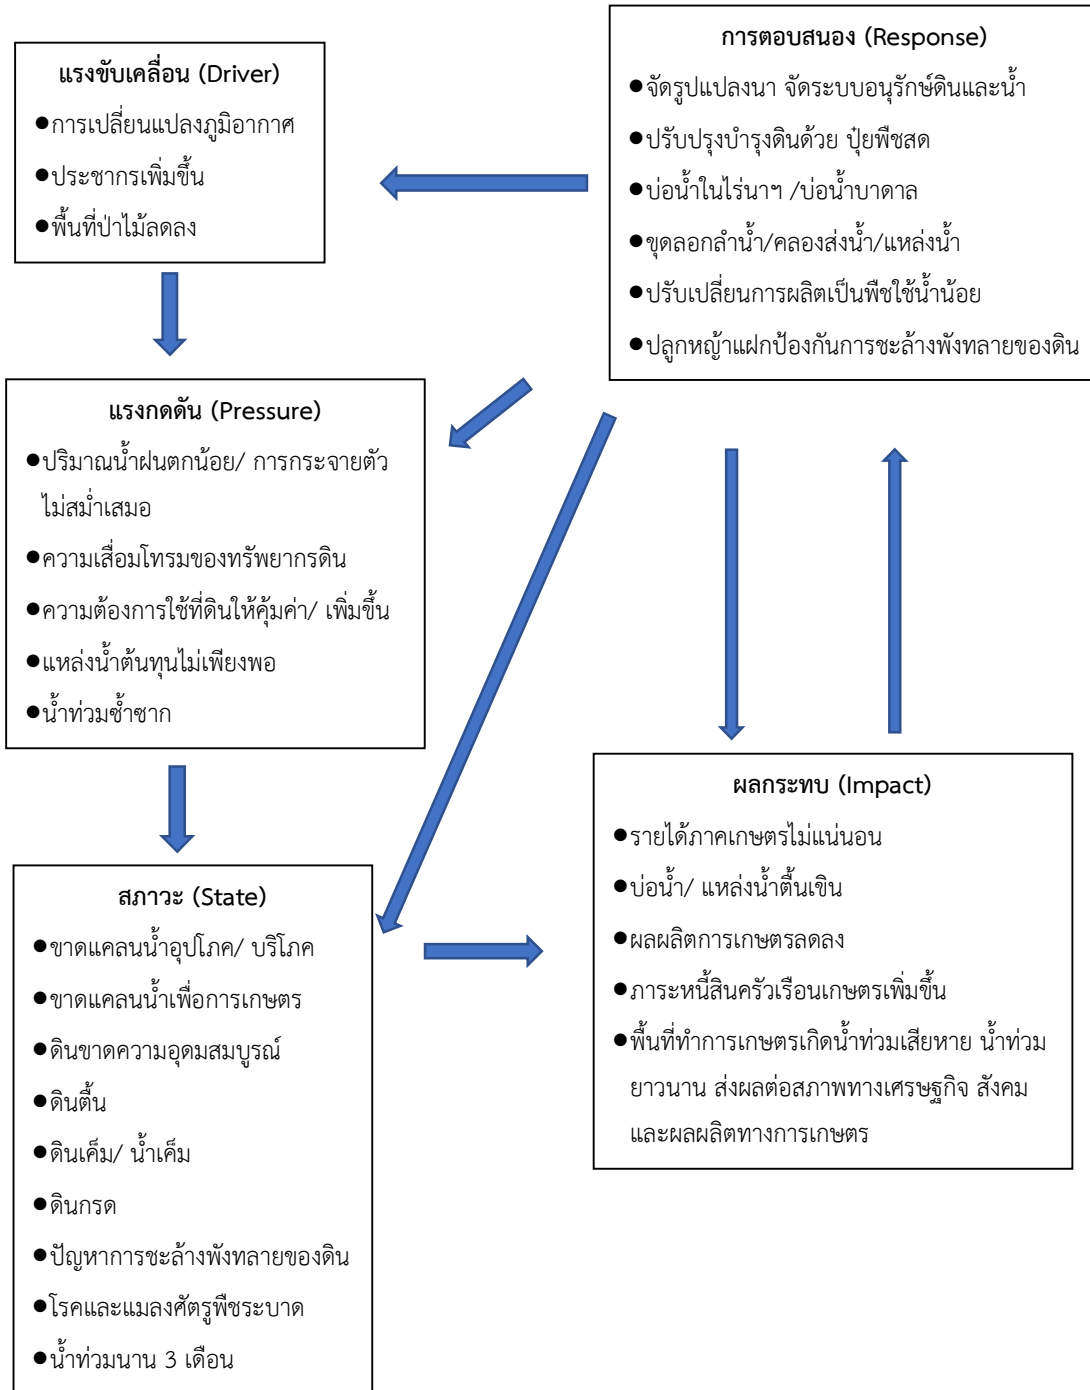 แรงขับเคลื่อน (Driver)
●การเปลี่ยนแปลงภูมิอากาศ
●ประชากรเพิ่มขึ้น
●พื้นที่ป่าไม้ลดลง
การตอบสนอง (Response)
●จัดรูปแปลงนา จัดระบบอนุรักษ์ดินและน้ำ
●ปรับปรุงบำรุงดินด้วย ปุ๋ยพืชสด
●บ่อน้ำในไร่นาฯ /บ่อน้ำบาดาล
●ขุดลอกลำน้ำ/คลองส่งน้ำ/แหล่งน้ำ
●ปรับเปลี่ยนการผลิตเป็นพืชใช้น้ำน้อย
●ปลูกหญ้าแฝกป้องกันการชะล้างพังทลายของดิน
แรงกดดัน (Pressure)
●ปริมาณน้ำฝนตกน้อย/ การกระจายตัว
ไม่สม่ำเสมอ
●ความเสื่อมโทรมของทรัพยากรดิน
●ความต้องการใช้ที่ดินให้คุ้มค่า/ เพิ่มขึ้น
●แหล่งน้ำต้นทุนไม่เพียงพอ
●น้ำท่วมซ้ำซาก
สภาวะ (State)
●ขาดแคลนน้ำอุปโภค/ บริโภค
●ขาดแคลนน้ำเพื่อการเกษตร
●ดินขาดความอุดมสมบูรณ์
●ดินตื้น
●ดินเค็ม/ น้ำเค็ม
●ดินกรด
●ปัญหาการชะล้างพังทลายของดิน
●โรคและแมลงศัตรูพืชระบาด
●น้ำท่วมนาน 3 เดือน
ผลกระทบ (Impact)
●รายได้ภาคเกษตรไม่แน่นอน
●บ่อน้ำ/ แหล่งน้ำตื้นเขิน
●ผลผลิตการเกษตรลดลง
●ภาระหนี้สินครัวเรือนเกษตรเพิ่มขึ้น
●พื้นที่ทำการเกษตรเกิดน้ำท่วมเสียหาย น้ำท่วม
ยาวนาน ส่งผลต่อสภาพทางเศรษฐกิจ สังคม
และผลผลิตทางการเกษตร